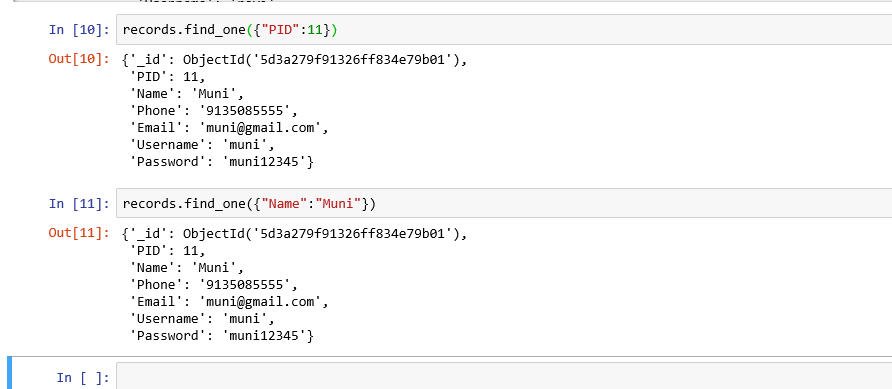 In [10]: records.find_one({"PID":11})
Out[10]: {'_id': ObjectId('5d3a279f91326ff834e79b01'),
'PID': 11,
'Name': 'Muni',
'Phone': '9135085555',
'Email': 'muni@gmail.com',
'Username': 'muni',
'Password': 'muni12345'}
In [11]: records.find_one({"Name":"Muni"})
Out[11]: {'_id': ObjectId('5d3a279f91326ff834e79b01'),
'PID': 11,
'Name': 'Muni',
'Phone': '9135085555',
'Email': 'muni@gmail.com',
'Username': 'muni',
'Password': 'muni12345'}
In [ ]: